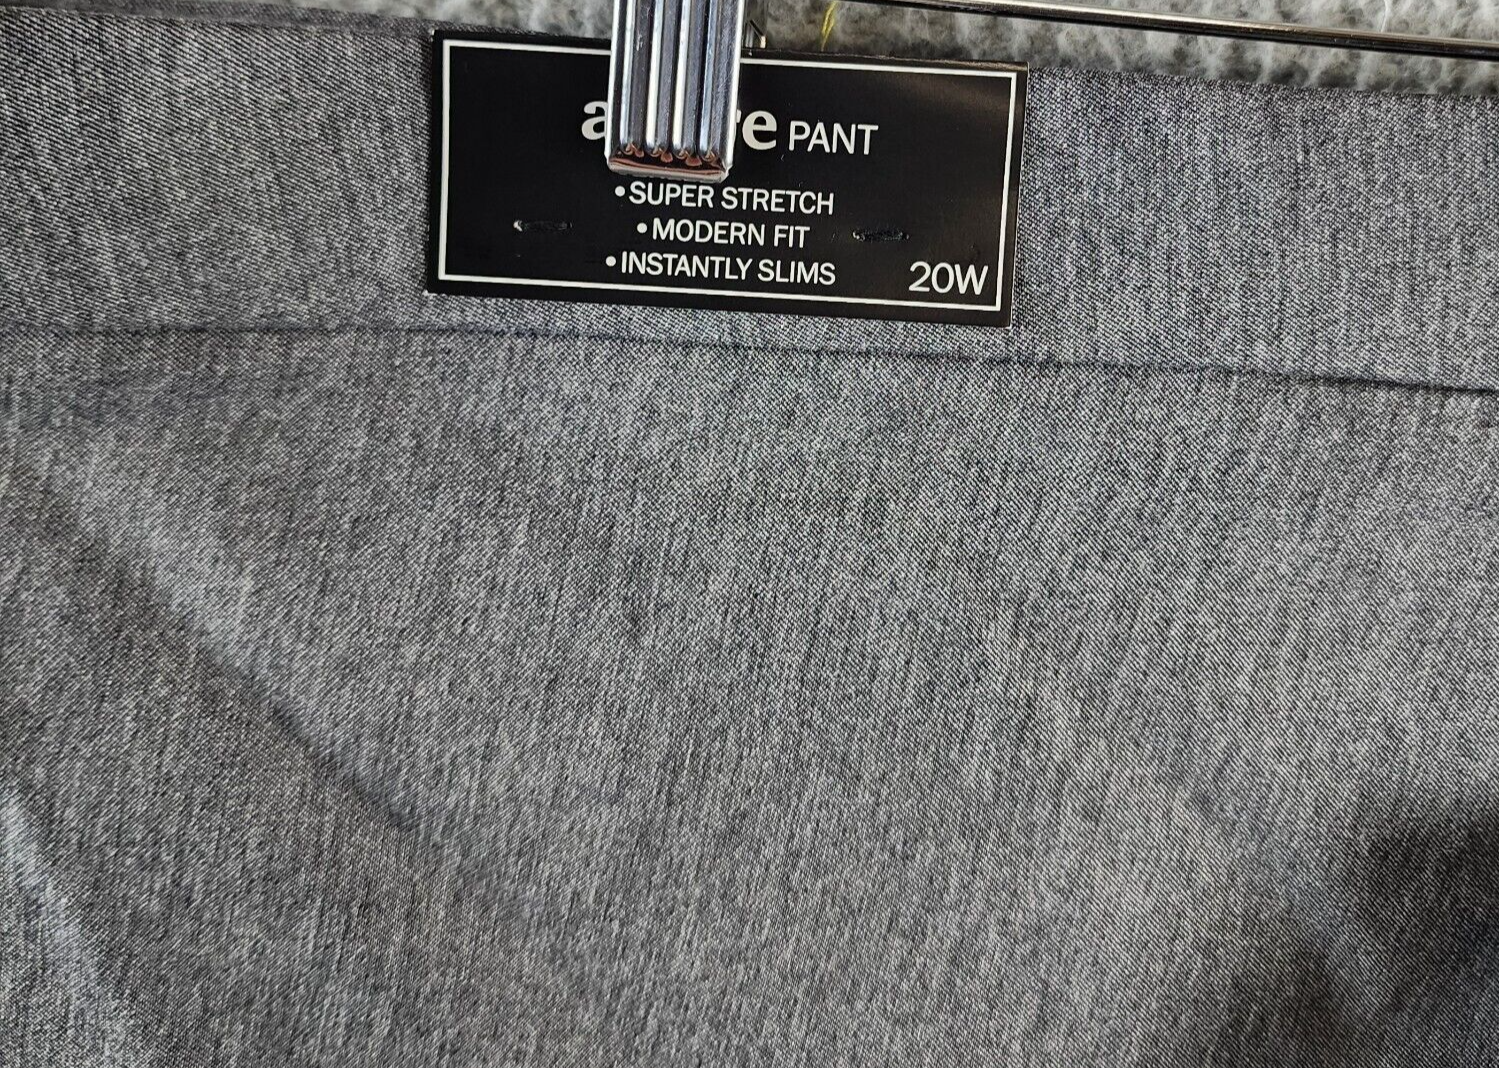 PANT
•SUPER STRETCH
•MODERN FIT
•INSTANTLY SLIMS
20W